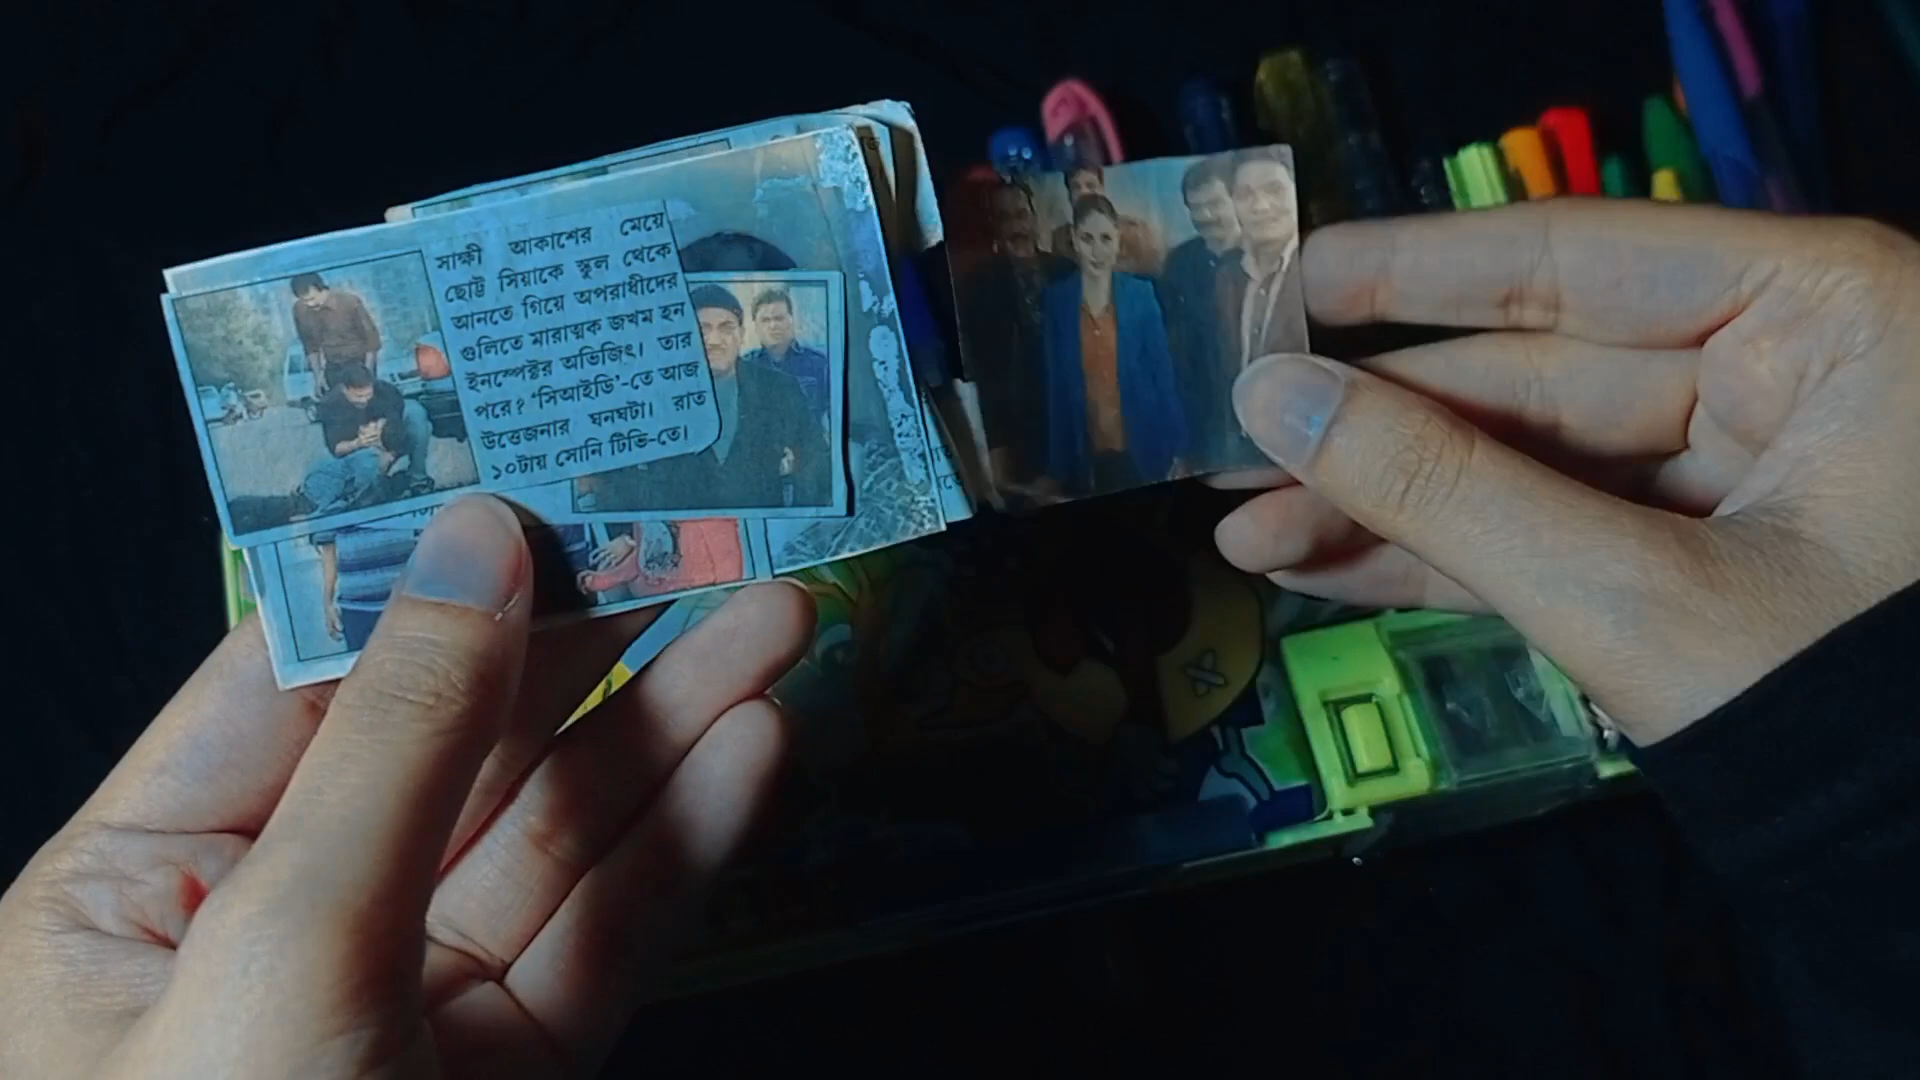 সাক্ষী আকাশের মেয়ে
ছোট্ট সিয়াকে স্কুল থেকে
আনতে গিয়ে অপরাধীদের
গুলিতে মারাত্মক জখম হন
ইনস্পেক্টর অভিজিৎ। তার
পরে? ‘সিআইডি’-তে আজ
উত্তেজনার ঘনঘটা। রাত
১০টায় সোনি টিভি-তে।